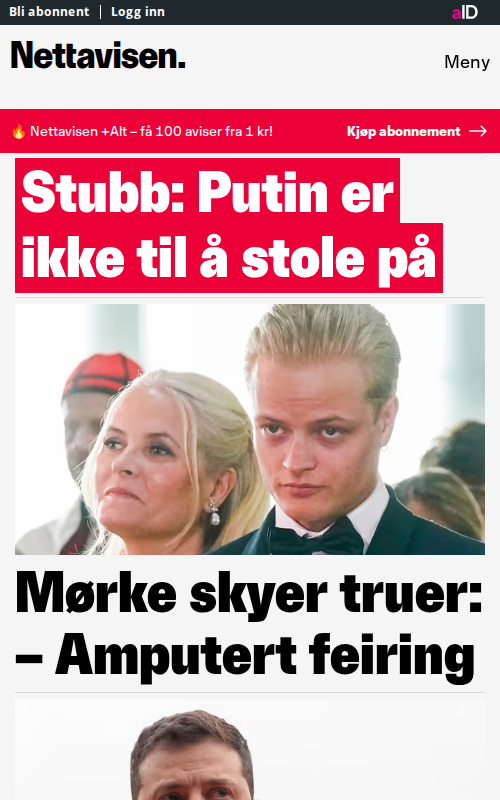 Bli abonnent | Logg inn
aID
Nettavisen.
Meny
🔥 Nettavisen +Alt – få 100 aviser fra 1 kr!
Kjøp abonnement →
Stubb: Putin er
ikke til å stole på
Mørke skyer truer:
– Amputert feiring